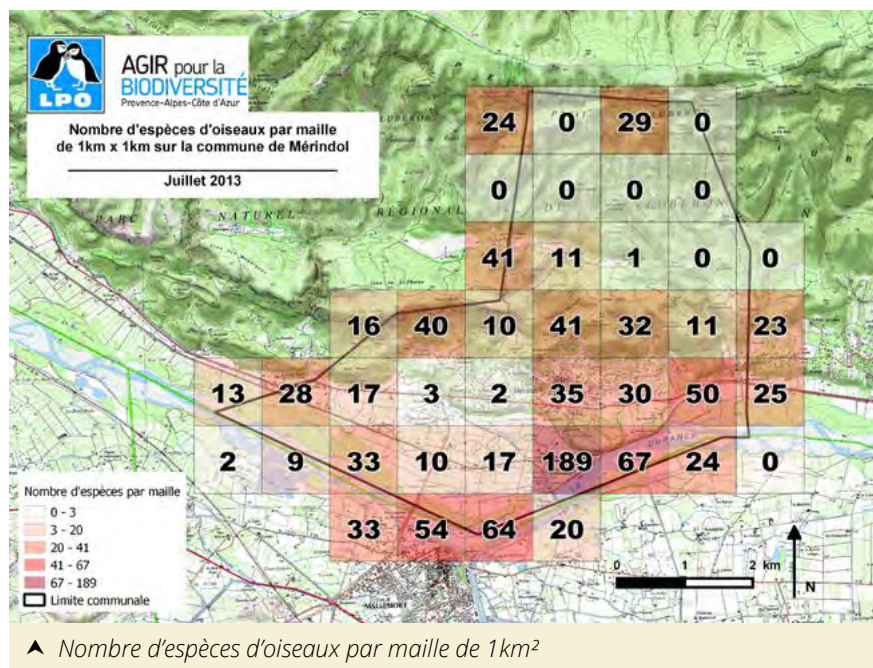 LPO
AGIR pour la
BIODIVERSITÉ
Provence-Alpes-Côte d'Azur
Nombre d'espèces d'oiseaux par maille
de 1km x 1km sur la commune de Mérindol
Juillet 2013
24 0 29 0
0 0 0 0
PARC NATUREL RÉGIONAL DU LUBERON
41 11 1 0 0
16 40 10 41 32 11 23
13 28 17 3 2 35 30 50 25
DURANCE
2 9 33 10 17 189 67 24 0
33 54 64 20
MALLEMORT
Nombre d'espèces par maille
0 - 3
3 - 20
20 - 41
41 - 67
67 - 189
Limite communale
0 1 2 km
N
Nombre d'espèces d'oiseaux par maille de 1km²